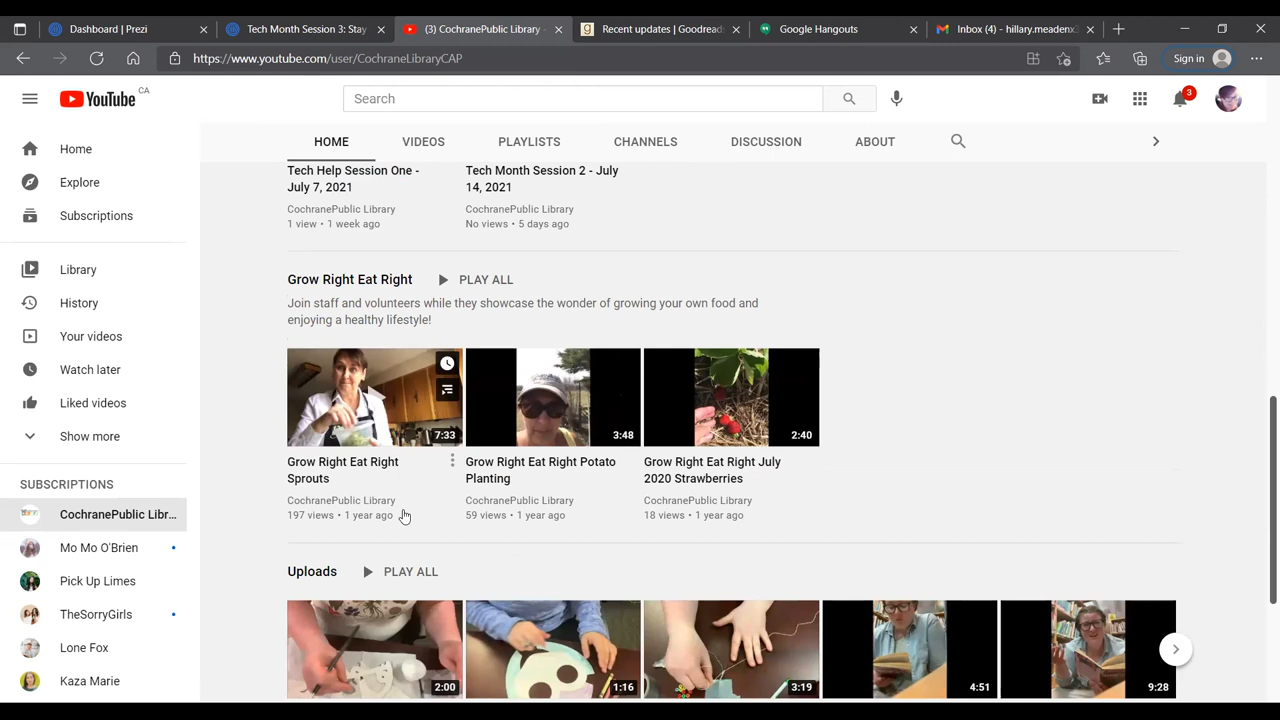 Dashboard | Prezi
Tech Month Session 3: Stay
(3) CochranePublic Library -
Recent updates | Goodreads
Google Hangouts
Inbox (4) - hillary.meadenx3
https://www.youtube.com/user/CochraneLibraryCAP
Sign in
YouTube CA
Search
3
HOME
VIDEOS
PLAYLISTS
CHANNELS
DISCUSSION
ABOUT
Home
Explore
Subscriptions
Library
History
Your videos
Watch later
Liked videos
Show more
SUBSCRIPTIONS
CochranePublic Libr...
Mo Mo O'Brien
Pick Up Limes
TheSorryGirls
Lone Fox
Kaza Marie
Tech Help Session One -
July 7, 2021
CochranePublic Library
1 view • 1 week ago
Tech Month Session 2 - July
14, 2021
CochranePublic Library
No views • 5 days ago
Grow Right Eat Right
PLAY ALL
Join staff and volunteers while they showcase the wonder of growing your own food and
enjoying a healthy lifestyle!
7:33
Grow Right Eat Right
Sprouts
CochranePublic Library
197 views • 1 year ago
3:48
Grow Right Eat Right Potato
Planting
CochranePublic Library
59 views • 1 year ago
2:40
Grow Right Eat Right July
2020 Strawberries
CochranePublic Library
18 views • 1 year ago
Uploads
PLAY ALL
2:00
1:16
3:19
4:51
9:28